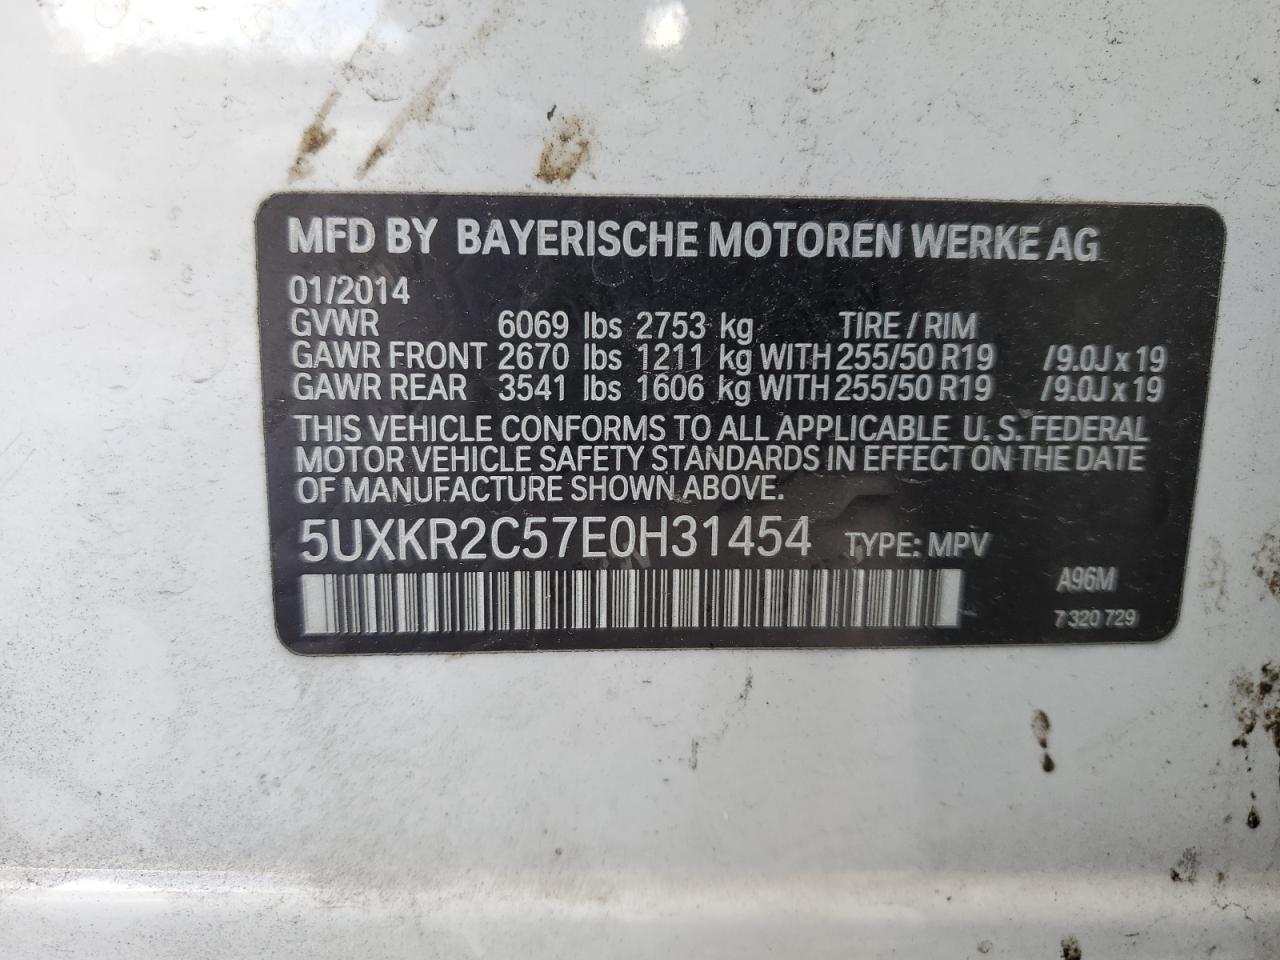 MFD BY BAYERISCHE MOTOREN WERKE AG
01/2014
GVWR 6069 lbs 2753 kg TIRE / RIM
GAWR FRONT 2670 lbs 1211 kg WITH 255/50 R19 /9.0J x 19
GAWR REAR 3541 lbs 1606 kg WITH 255/50 R19 /9.0J x 19
THIS VEHICLE CONFORMS TO ALL APPLICABLE U. S. FEDERAL
MOTOR VEHICLE SAFETY STANDARDS IN EFFECT ON THE DATE
OF MANUFACTURE SHOWN ABOVE.
5UXKR2C57E0H31454 TYPE: MPV
A96M
7 320 729